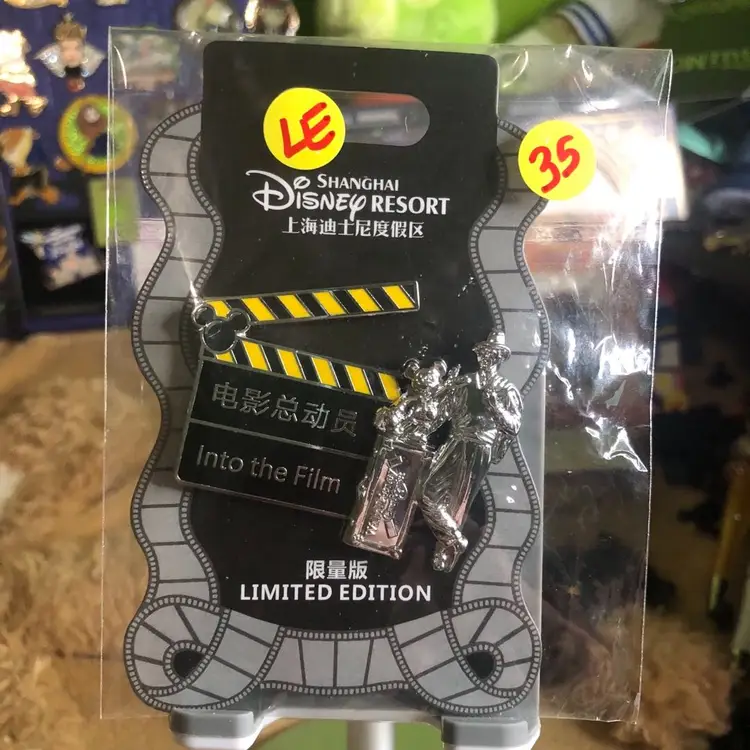 LE
35
SHANGHAI
Disney RESORT
上海迪士尼度假区
电影总动员
Into the Film
限量版
LIMITED EDITION